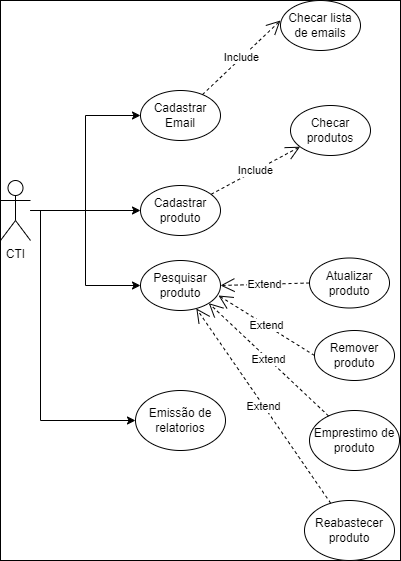 Checar lista
de emails
Include
Cadastrar
Email
Checar
produtos
Include
Cadastrar
produto
CTI
Pesquisar
produto
Extend
Atualizar
produto
Extend
Remover
produto
Extend
Emprestimo de
produto
Extend
Emissão de
relatorios
Reabastecer
produto